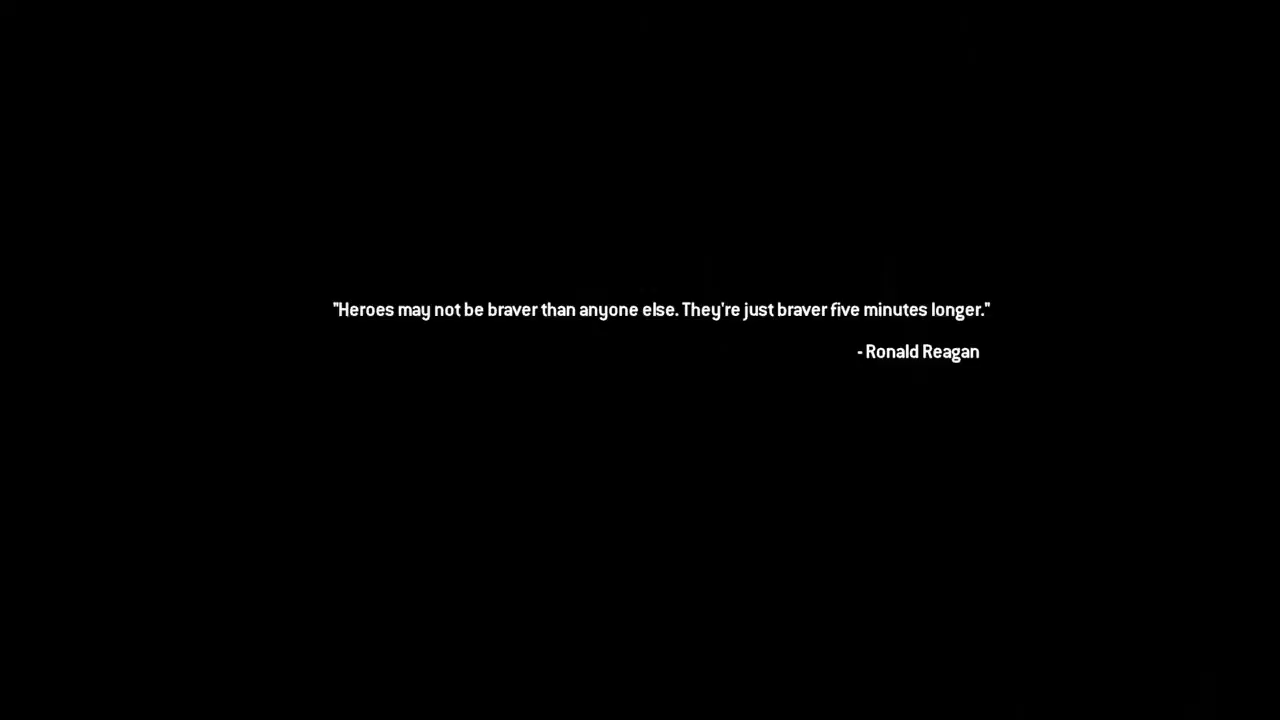 "Heroes may not be braver than anyone else. They're just braver five minutes longer."
- Ronald Reagan